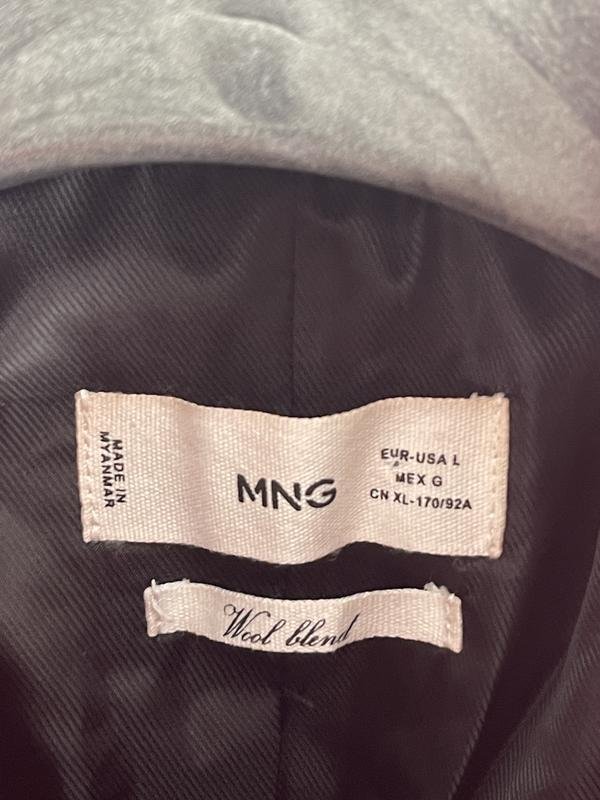 MADE IN
MYANMAR
MNG
EUR-USA L
MEX G
CN XL-170/92A
Wool blend